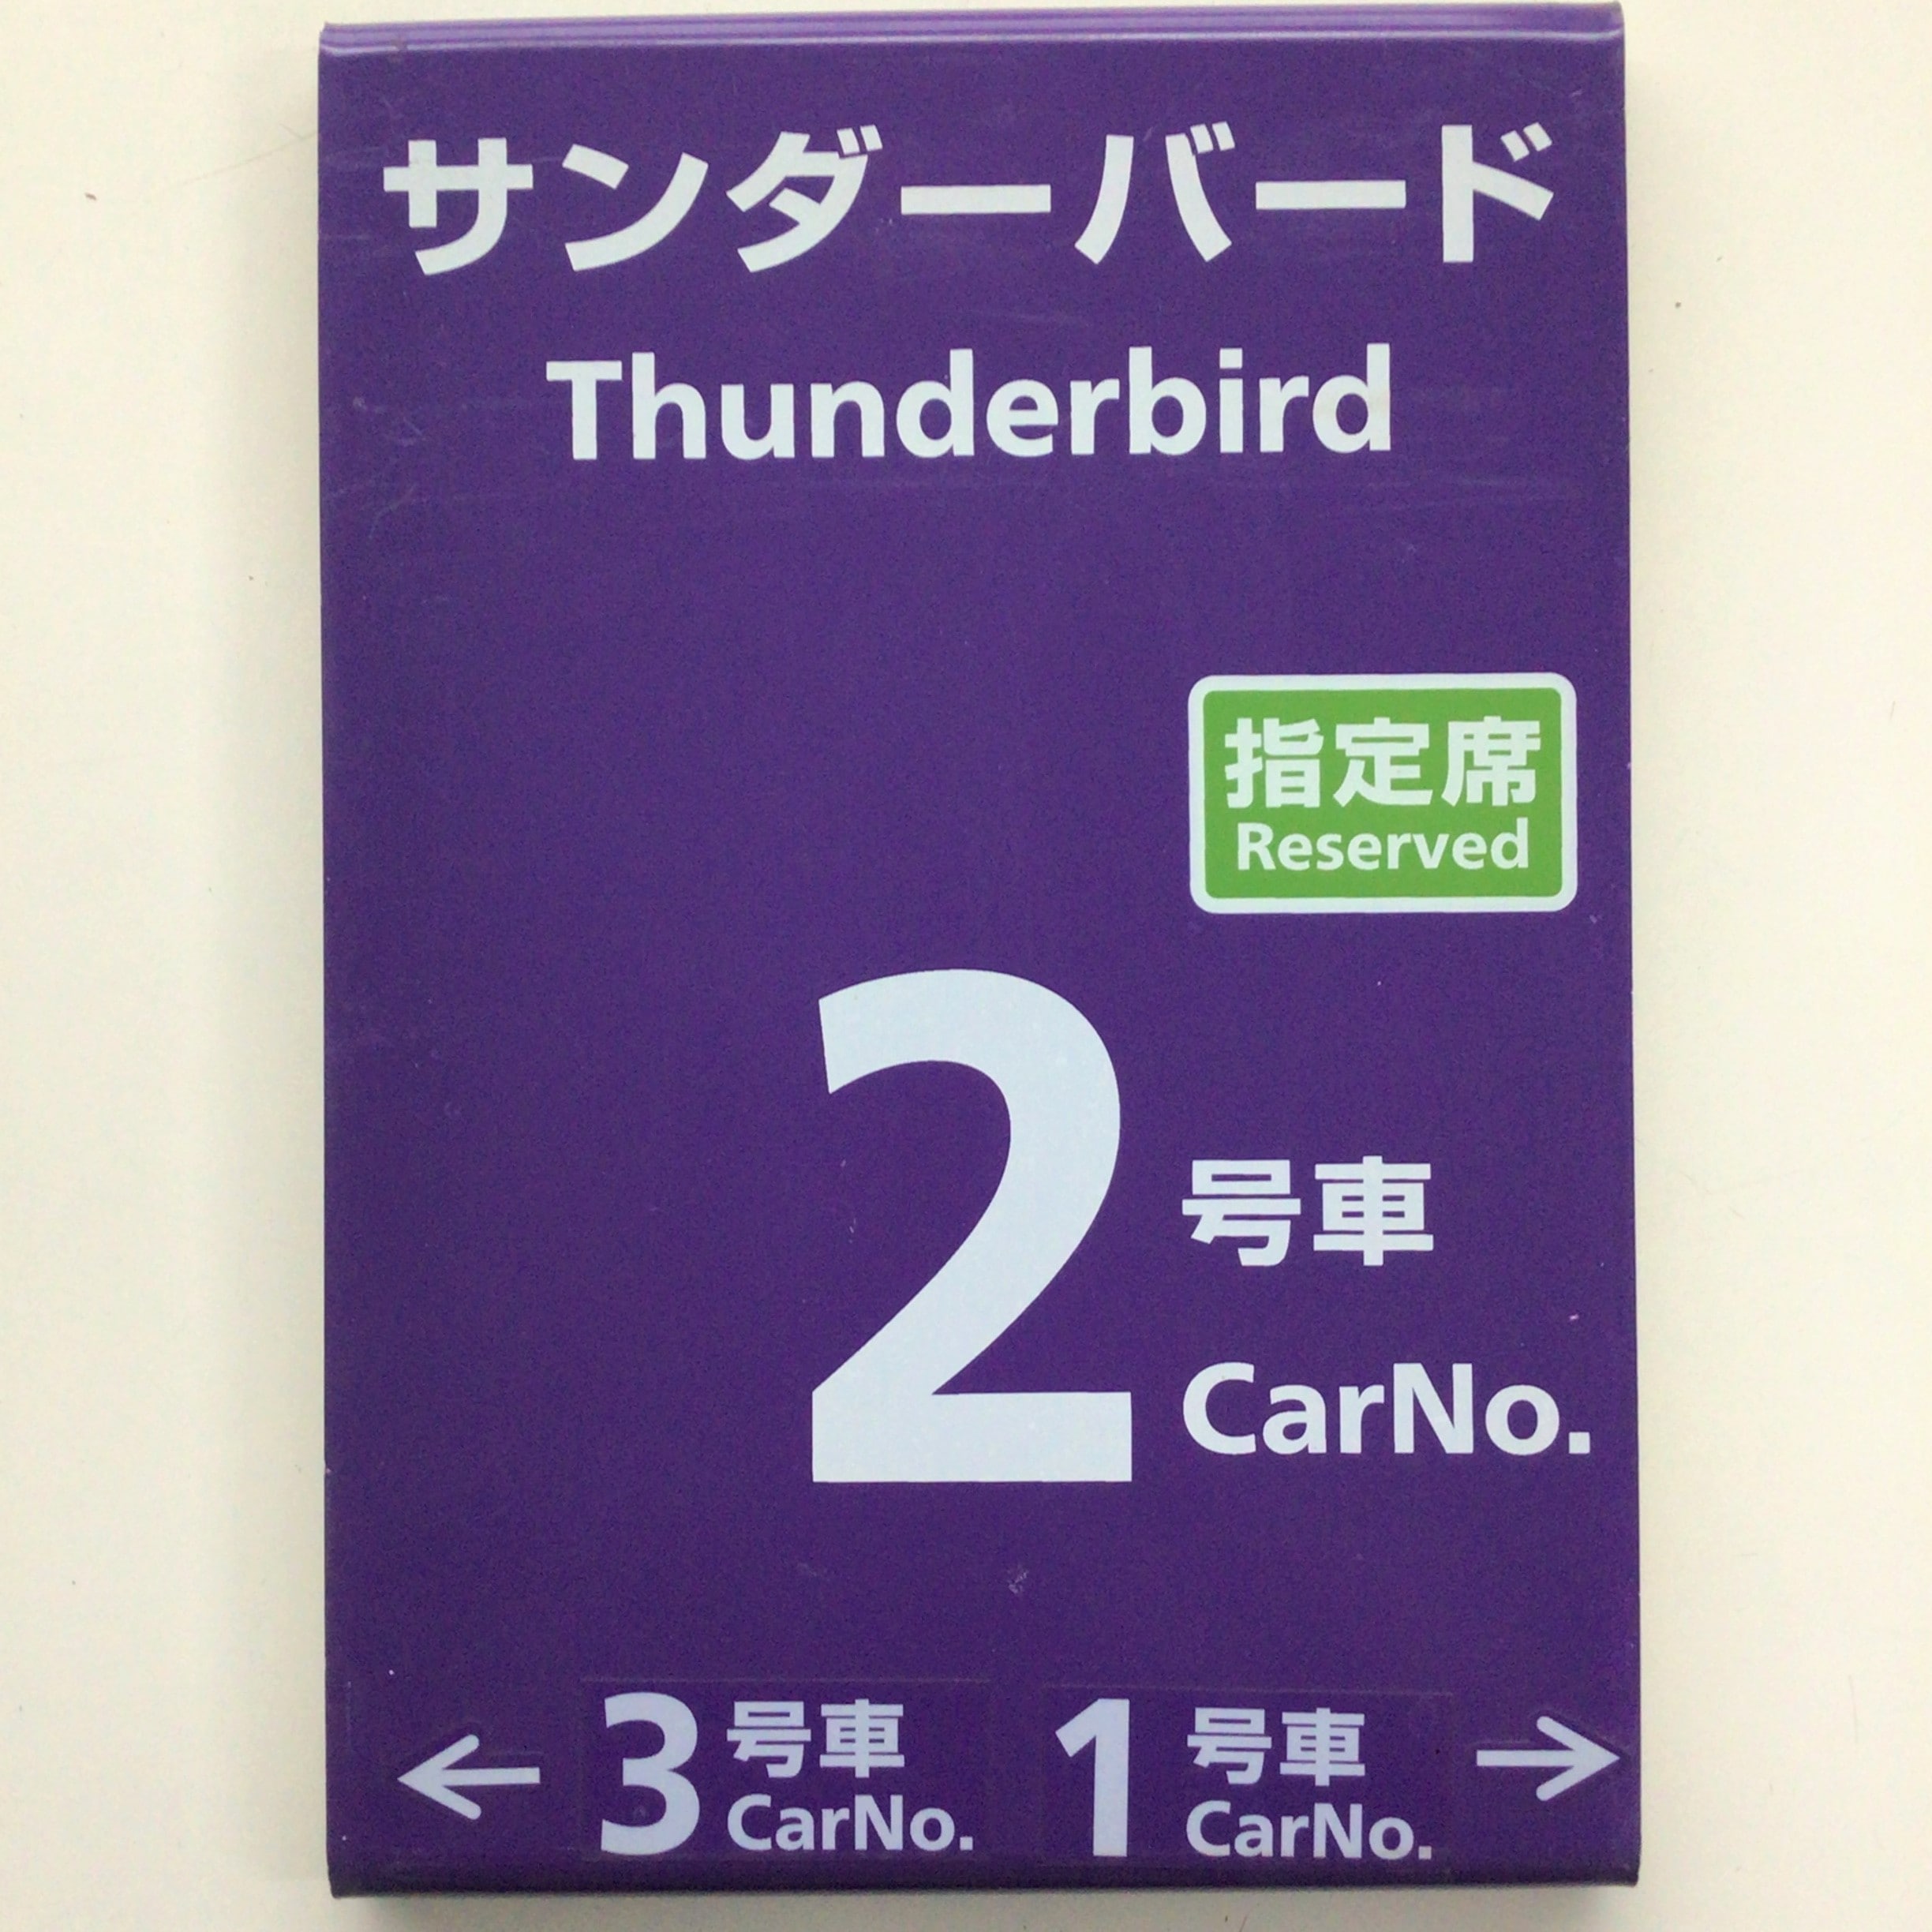 サンダーバード
Thunderbird
指定席
Reserved
2 号車
CarNo.
← 3 号車 CarNo. 1 号車 CarNo. →